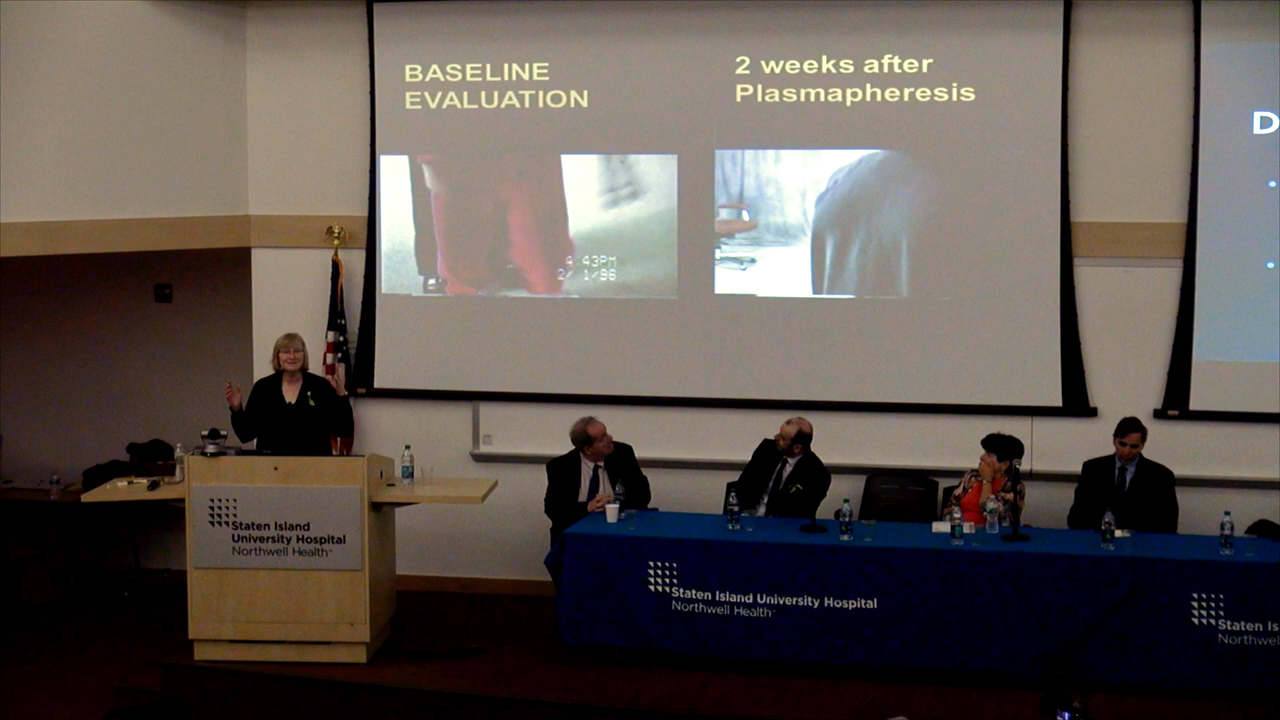 BASELINE
EVALUATION
2 weeks after
Plasmapheresis
D
4:43PM
2/ 1/96
Staten Island
University Hospital
Northwell Health
Staten Island University Hospital
Northwell Health
Staten Is
Northwel